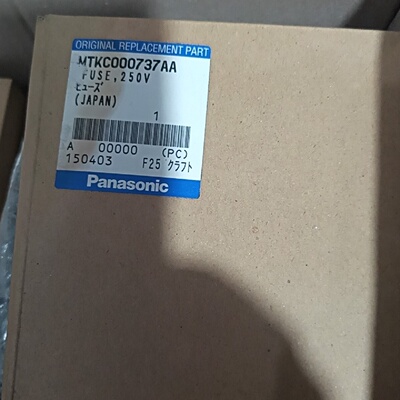 ORIGINAL REPLACEMENT PART
MTKC000737AA
FUSE,250V
ヒューズ
(JAPAN)
1
A 00000 (PC)
150403 F25 クラフト
Panasonic